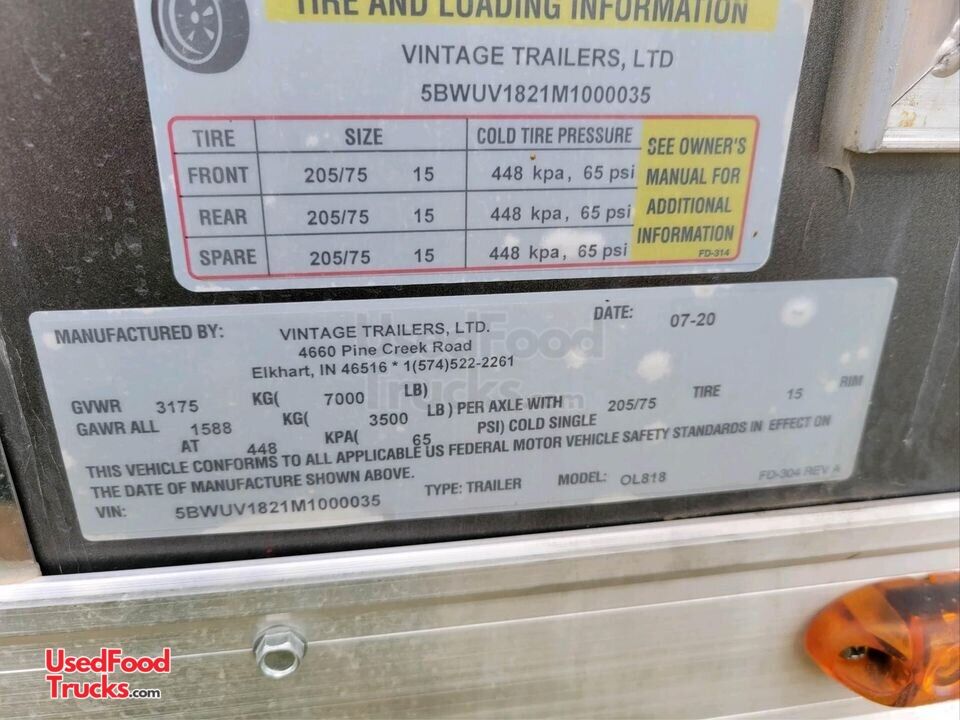 TIRE AND LOADING INFORMATION
VINTAGE TRAILERS, LTD
5BWUV1821M1000035
TIRE SIZE COLD TIRE PRESSURE
FRONT 205/75 15 448 kpa, 65 psi
REAR 205/75 15 448 kpa, 65 psi
SPARE 205/75 15 448 kpa, 65 psi
SEE OWNER'S
MANUAL FOR
ADDITIONAL
INFORMATION
FD-314
MANUFACTURED BY: VINTAGE TRAILERS, LTD. DATE: 07-20
4660 Pine Creek Road
Elkhart, IN 46516 * 1(574)522-2261
GVWR 3175 KG( 7000 LB)
GAWR ALL 1588 KG( 3500 LB) PER AXLE WITH 205/75 TIRE 15 RIM
AT 448 KPA( 65 PSI) COLD SINGLE
THIS VEHICLE CONFORMS TO ALL APPLICABLE US FEDERAL MOTOR VEHICLE SAFETY STANDARDS IN EFFECT ON
THE DATE OF MANUFACTURE SHOWN ABOVE.
VIN: 5BWUV1821M1000035 TYPE: TRAILER MODEL: OL818 FD-304 REV A
UsedFood
Trucks.com
UsedFood
Trucks.com